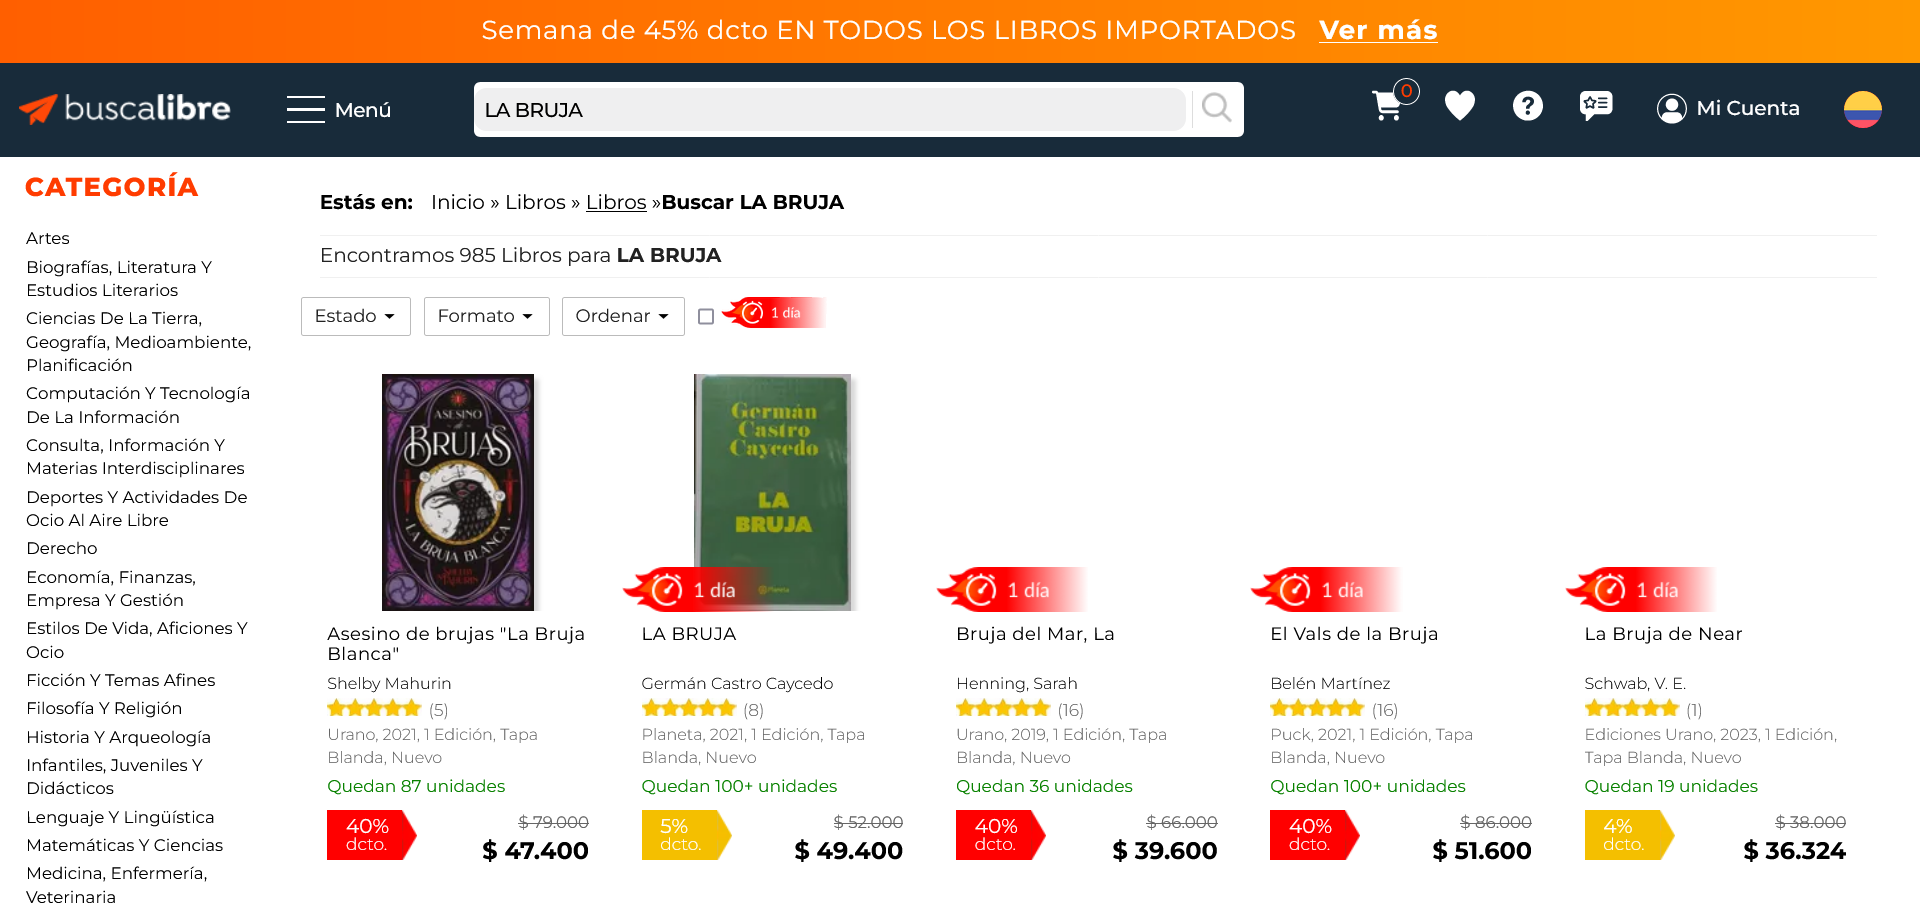 Semana de 45% dcto EN TODOS LOS LIBROS IMPORTADOS Ver más
buscalibre
Menú
LA BRUJA
0
?
Mi Cuenta
CATEGORÍA
Artes
Biografías, Literatura Y
Estudios Literarios
Ciencias De La Tierra,
Geografía, Medioambiente,
Planificación
Computación Y Tecnología
De La Información
Consulta, Información Y
Materias Interdisciplinares
Deportes Y Actividades De
Ocio Al Aire Libre
Derecho
Economía, Finanzas,
Empresa Y Gestión
Estilos De Vida, Aficiones Y
Ocio
Ficción Y Temas Afines
Filosofía Y Religión
Historia Y Arqueología
Infantiles, Juveniles Y
Didácticos
Lenguaje Y Lingüística
Matemáticas Y Ciencias
Medicina, Enfermería,
Veterinaria
Estás en: Inicio » Libros » Libros »Buscar LA BRUJA
Encontramos 985 Libros para LA BRUJA
Estado
Formato
Ordenar
1 día
ASESINO
de
BRUJAS
LA BRUJA BLANCA
SHELBY
MAHURIN
Asesino de brujas "La Bruja
Blanca"
Shelby Mahurin
(5)
Urano, 2021, 1 Edición, Tapa
Blanda, Nuevo
Quedan 87 unidades
40%
dcto.
$ 79.000
$ 47.400
Germán
Castro
Caycedo
LA
BRUJA
Planeta
1 día
LA BRUJA
Germán Castro Caycedo
(8)
Planeta, 2021, 1 Edición, Tapa
Blanda, Nuevo
Quedan 100+ unidades
5%
dcto.
$ 52.000
$ 49.400
1 día
Bruja del Mar, La
Henning, Sarah
(16)
Urano, 2019, 1 Edición, Tapa
Blanda, Nuevo
Quedan 36 unidades
40%
dcto.
$ 66.000
$ 39.600
1 día
El Vals de la Bruja
Belén Martínez
(16)
Puck, 2021, 1 Edición, Tapa
Blanda, Nuevo
Quedan 100+ unidades
40%
dcto.
$ 86.000
$ 51.600
1 día
La Bruja de Near
Schwab, V. E.
(1)
Ediciones Urano, 2023, 1 Edición,
Tapa Blanda, Nuevo
Quedan 19 unidades
4%
dcto.
$ 38.000
$ 36.324